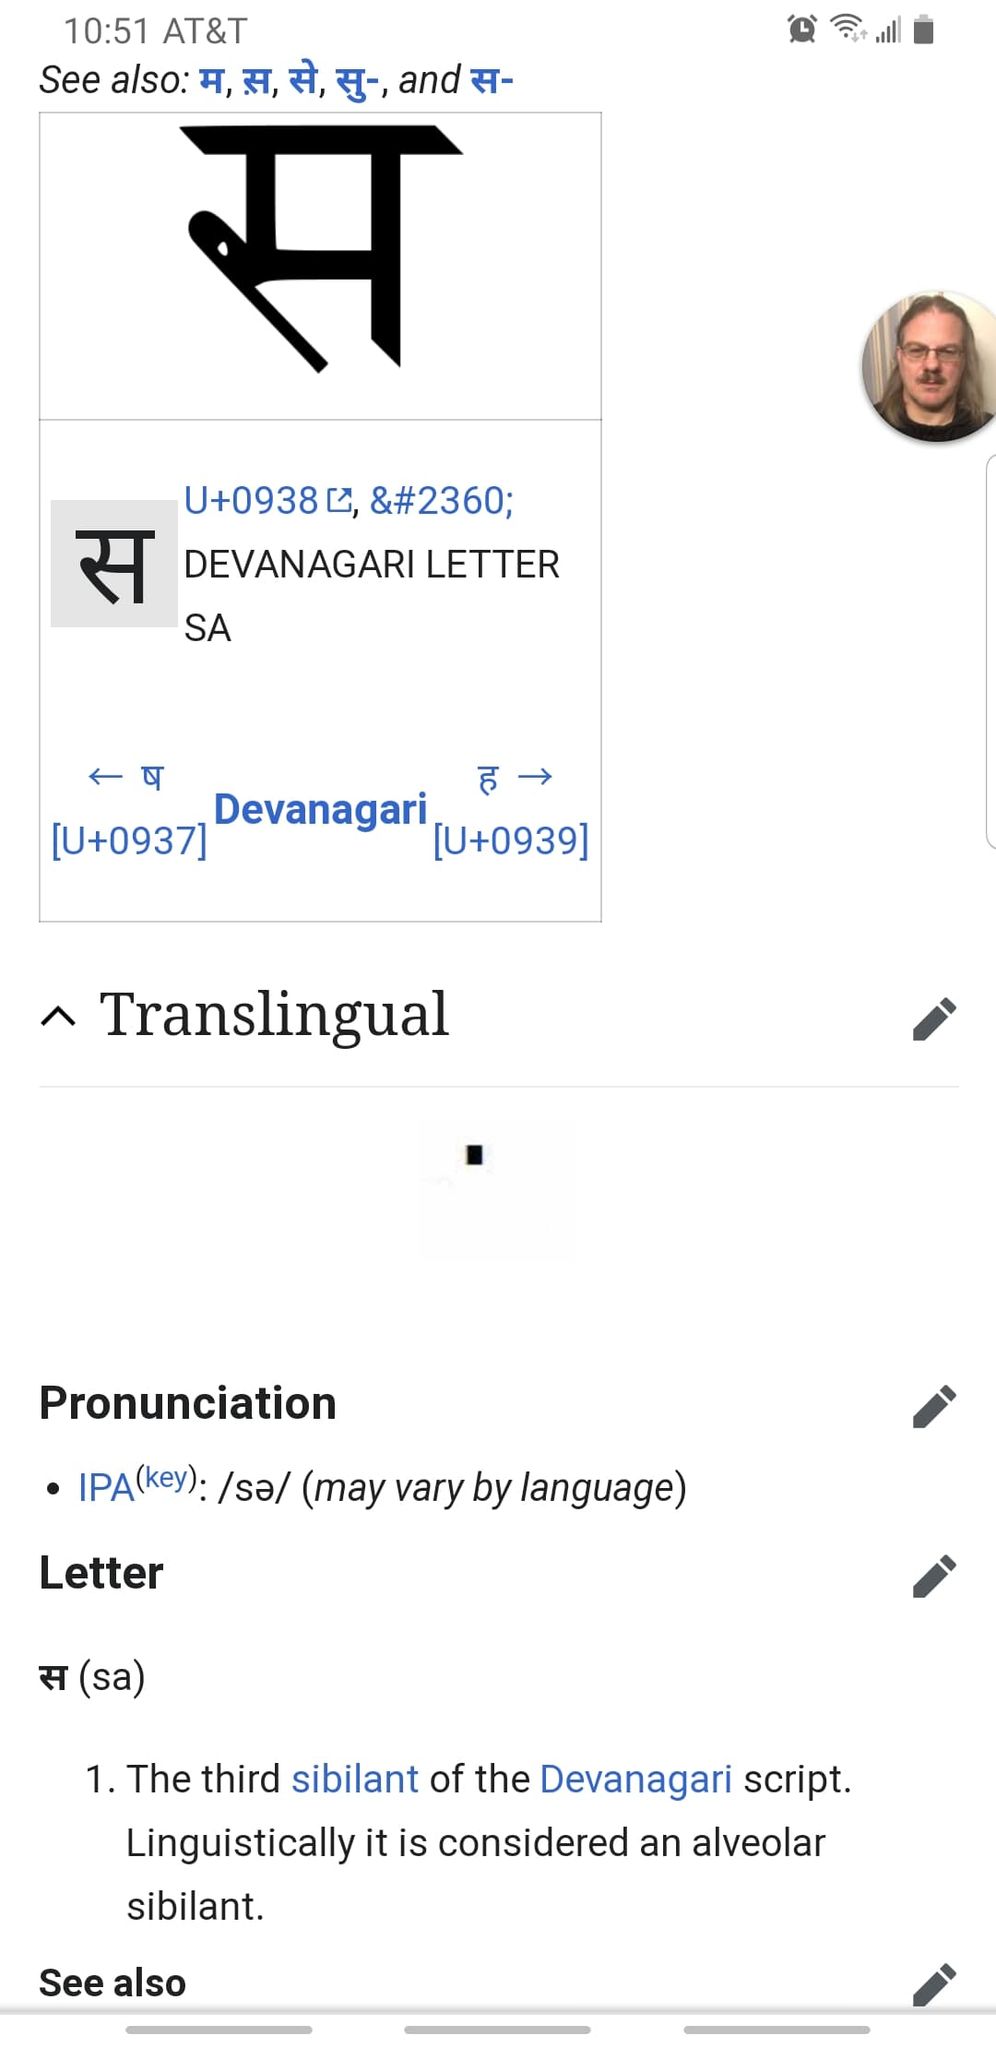 10:51 AT&T
See also: म, स़, से, सु-, and स-
स
स
U+0938, &#2360;
DEVANAGARI LETTER
SA
← ष
[U+0937]
Devanagari
ह →
[U+0939]
Translingual
Pronunciation
• IPA(key): /sə/ (may vary by language)
Letter
स (sa)
1. The third sibilant of the Devanagari script.
Linguistically it is considered an alveolar
sibilant.
See also